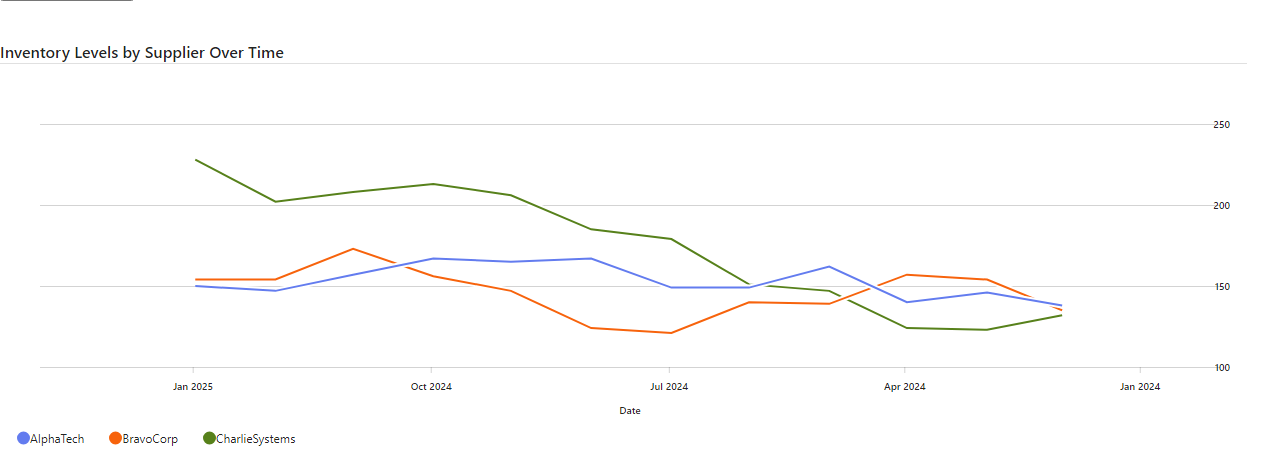 Inventory Levels by Supplier Over Time
250
200
150
100
Jan 2025 Oct 2024 Jul 2024 Apr 2024 Jan 2024
Date
AlphaTech BravoCorp CharlieSystems